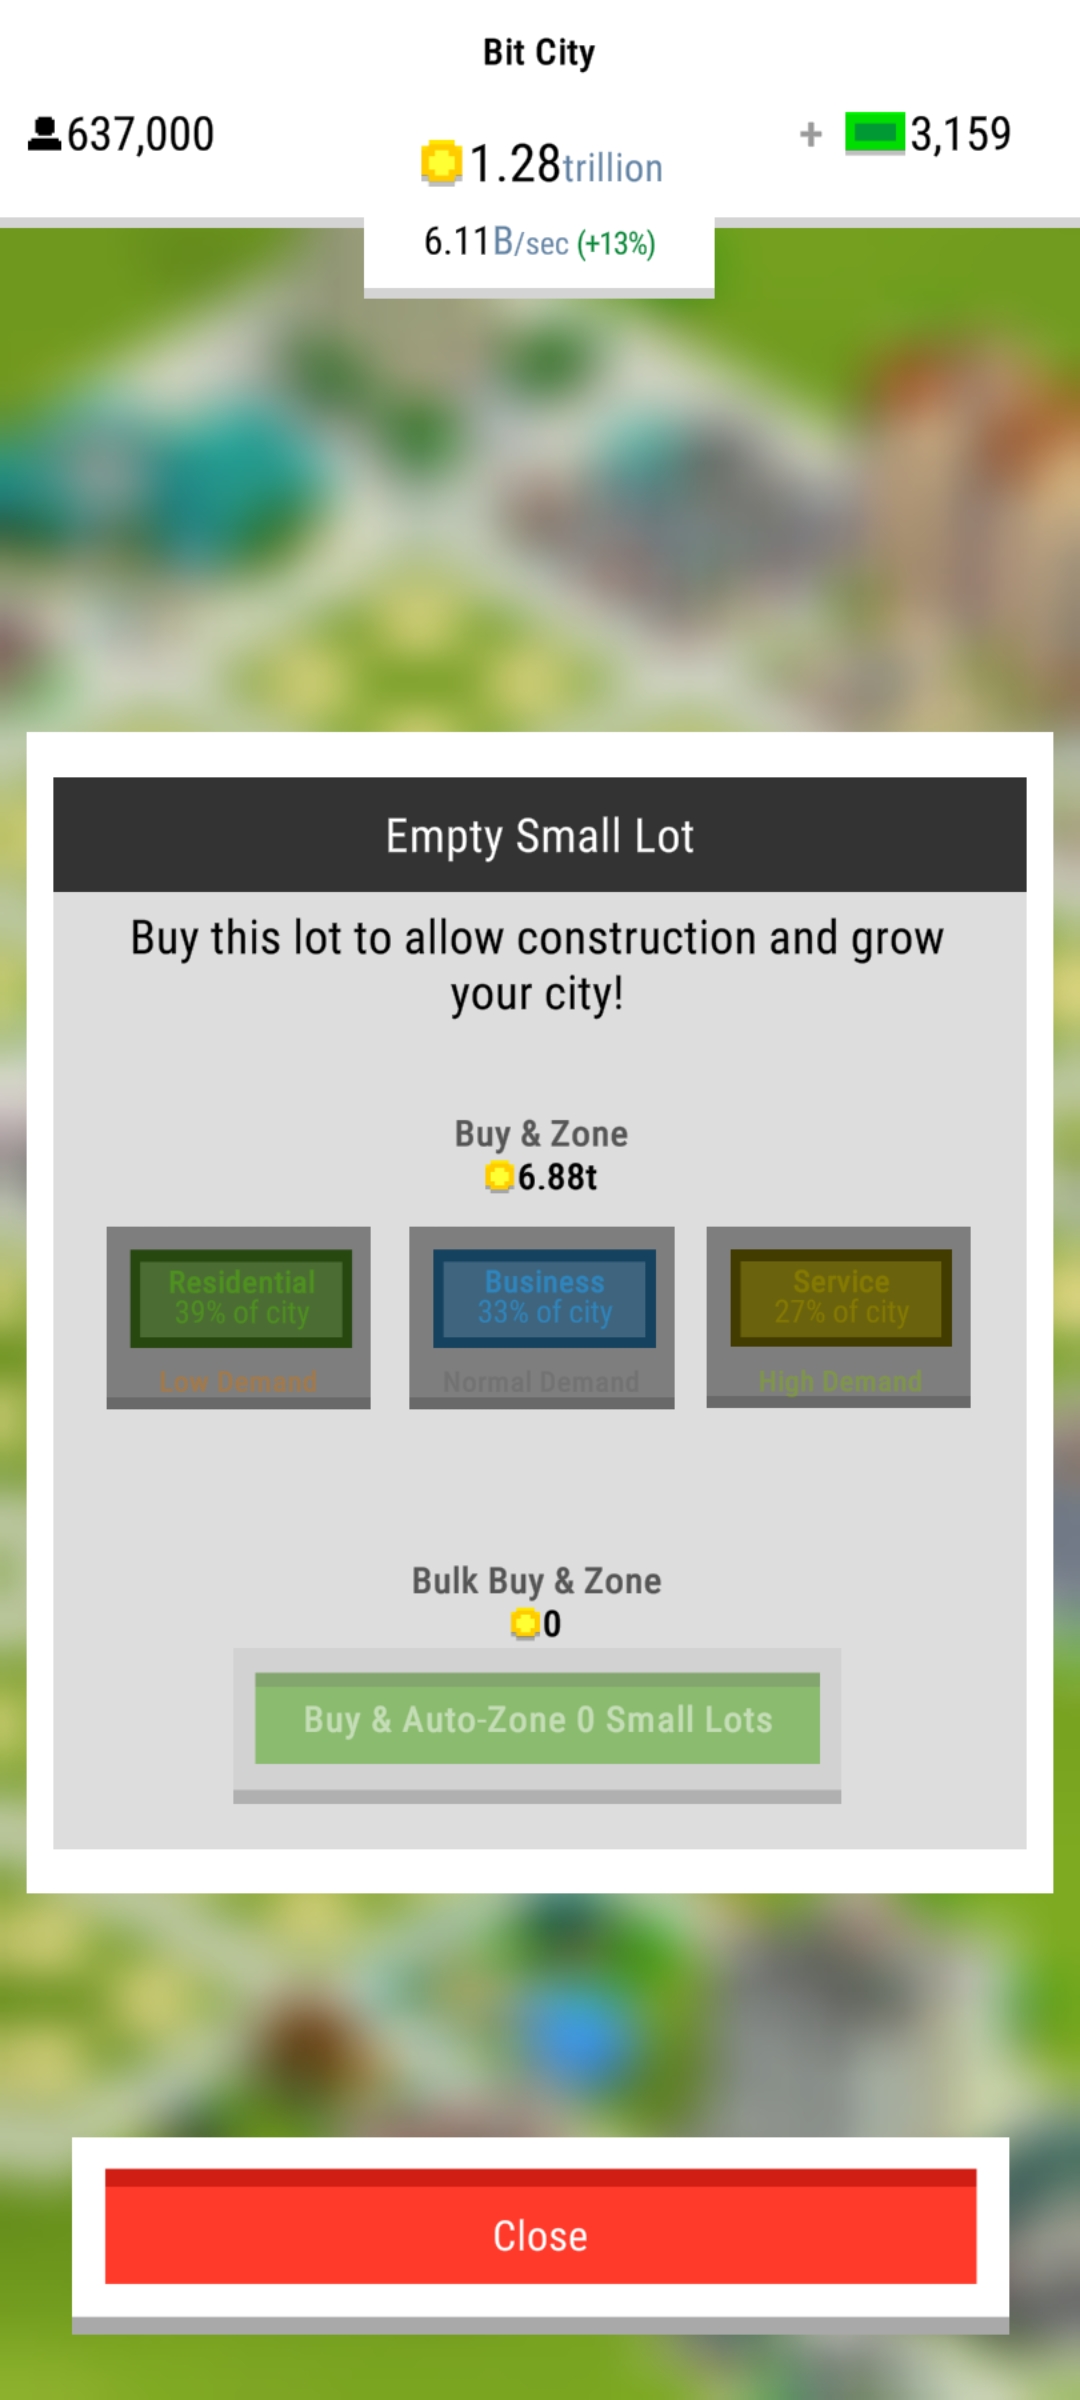 Bit City
637,000
1.28trillion
+ 3,159
6.11B/sec (+13%)
Empty Small Lot
Buy this lot to allow construction and grow
your city!
Buy & Zone
6.88t
Residential
39% of city
Low Demand
Business
33% of city
Normal Demand
Service
27% of city
High Demand
Bulk Buy & Zone
0
Buy & Auto-Zone 0 Small Lots
Close